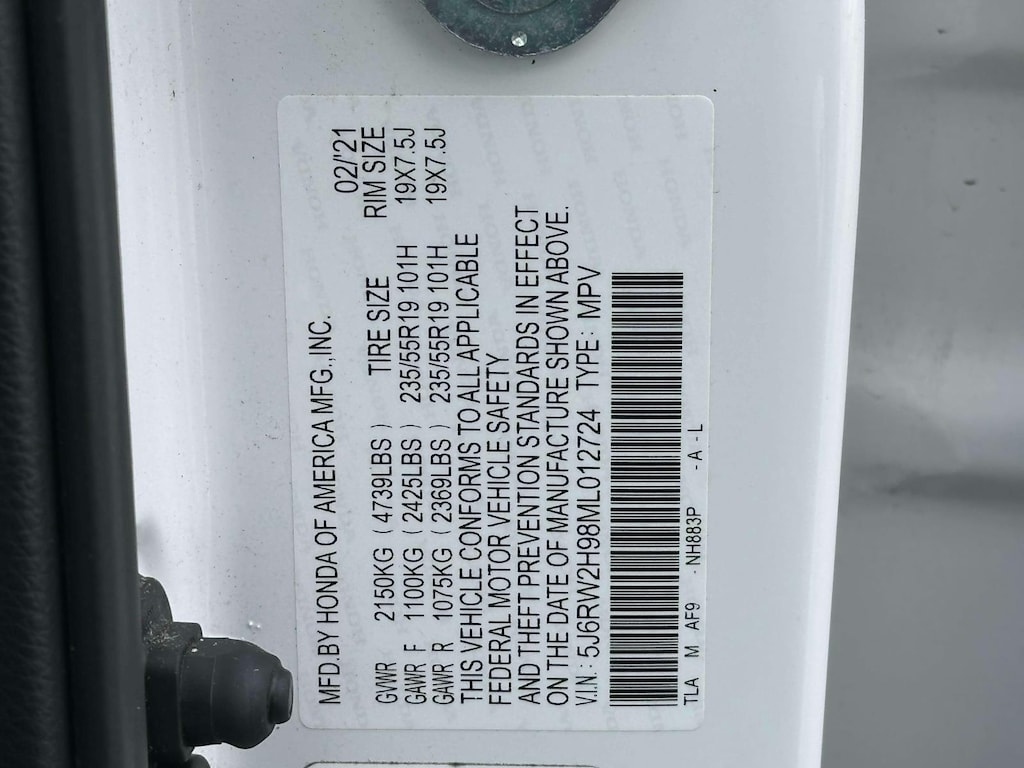 MFD.BY HONDA OF AMERICA MFG.,INC. 02/'21
GVWR 2150KG ( 4739LBS ) TIRE SIZE RIM SIZE
GAWR F 1100KG ( 2425LBS ) 235/55R19 101H 19X7.5J
GAWR R 1075KG ( 2369LBS ) 235/55R19 101H 19X7.5J
THIS VEHICLE CONFORMS TO ALL APPLICABLE
FEDERAL MOTOR VEHICLE SAFETY
AND THEFT PREVENTION STANDARDS IN EFFECT
ON THE DATE OF MANUFACTURE SHOWN ABOVE.
V.I.N.: 5J6RW2H98ML012724 TYPE: MPV
TLA M AF9 - NH883P - A - L